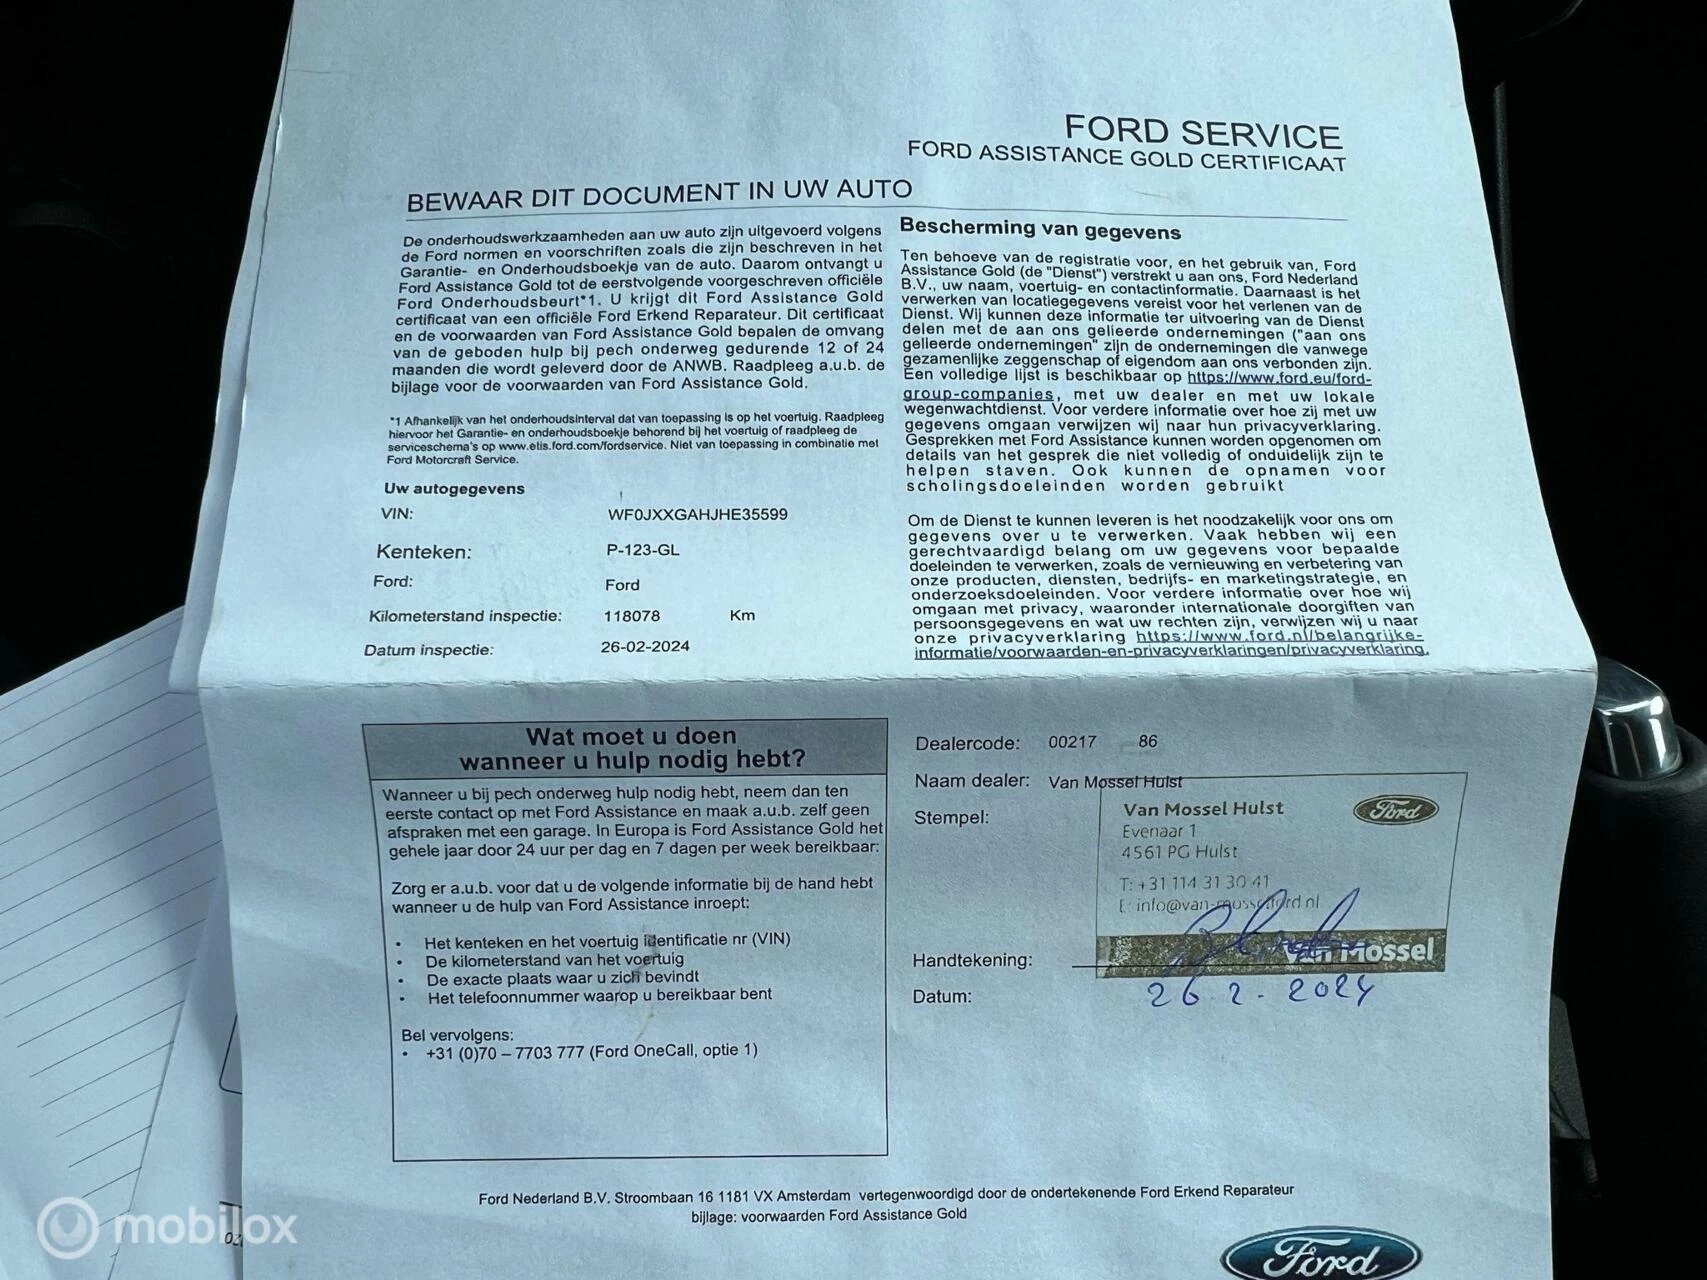 FORD SERVICE
FORD ASSISTANCE GOLD CERTIFICAAT
BEWAAR DIT DOCUMENT IN UW AUTO
De onderhoudswerkzaamheden aan uw auto zijn uitgevoerd volgens
de Ford normen en voorschriften zoals die zijn beschreven in het
Garantie- en Onderhoudsboekje van de auto. Daarom ontvangt u
Ford Assistance Gold tot de eerstvolgende voorgeschreven officiële
Ford Onderhoudsbeurt*1. U krijgt dit Ford Assistance Gold
certificaat van een officiële Ford Erkend Reparateur. Dit certificaat
en de voorwaarden van Ford Assistance Gold bepalen de omvang
van de geboden hulp bij pech onderweg gedurende 12 of 24
maanden die wordt geleverd door de ANWB. Raadpleeg a.u.b. de
bijlage voor de voorwaarden van Ford Assistance Gold.
*1 Afhankelijk van het onderhoudsinterval dat van toepassing is op het voertuig. Raadpleeg
hiervoor het Garantie- en onderhoudsboekje behorend bij het voertuig of raadpleeg de
serviceschema's op www.etis.ford.com/fordservice. Niet van toepassing in combinatie met
Ford Motorcraft Service.
Uw autogegevens
VIN: WF0JXXGAHJHE35599
Kenteken: P-123-GL
Ford: Ford
Kilometerstand inspectie: 118078 Km
Datum inspectie: 26-02-2024
Bescherming van gegevens
Ten behoeve van de registratie voor, en het gebruik van, Ford
Assistance Gold (de "Dienst") verstrekt u aan ons, Ford Nederland
B.V., uw naam, voertuig- en contactinformatie. Daarnaast is het
verwerken van locatiegegevens vereist voor het verlenen van de
Dienst. Wij kunnen deze informatie ter uitvoering van de Dienst
delen met de aan ons gelieerde ondernemingen ("aan ons
gelieerde ondernemingen" zijn de ondernemingen die vanwege
gezamenlijke zeggenschap of eigendom aan ons verbonden zijn.
Een volledige lijst is beschikbaar op https://www.ford.eu/ford-
group-companies, met uw dealer en met uw lokale
wegenwachtdienst. Voor verdere informatie over hoe zij met uw
gegevens omgaan verwijzen wij naar hun privacyverklaring.
Gesprekken met Ford Assistance kunnen worden opgenomen om
details van het gesprek die niet volledig of onduidelijk zijn te
helpen staven. Ook kunnen de opnamen voor
scholingsdoeleinden worden gebruikt
Om de Dienst te kunnen leveren is het noodzakelijk voor ons om
gegevens over u te verwerken. Vaak hebben wij een
gerechtvaardigd belang om uw gegevens voor bepaalde
doeleinden te verwerken, zoals de vernieuwing en verbetering van
onze producten, diensten, bedrijfs- en marketingstrategie, en
onderzoeksdoeleinden. Voor verdere informatie over hoe wij
omgaan met privacy, waaronder internationale doorgiften van
persoonsgegevens en wat uw rechten zijn, verwijzen wij u naar
onze privacyverklaring https://www.ford.nl/belangrijke-
informatie/voorwaarden-en-privacyverklaringen/privacyverklaring.
Wat moet u doen
wanneer u hulp nodig hebt?
Wanneer u bij pech onderweg hulp nodig hebt, neem dan ten
eerste contact op met Ford Assistance en maak a.u.b. zelf geen
afspraken met een garage. In Europa is Ford Assistance Gold het
gehele jaar door 24 uur per dag en 7 dagen per week bereikbaar:
Zorg er a.u.b. voor dat u de volgende informatie bij de hand hebt
wanneer u de hulp van Ford Assistance inroept:
• Het kenteken en het voertuig identificatie nr (VIN)
• De kilometerstand van het voertuig
• De exacte plaats waar u zich bevindt
• Het telefoonnummer waarop u bereikbaar bent
Bel vervolgens:
• +31 (0)70 – 7703 777 (Ford OneCall, optie 1)
Dealercode: 00217 86
Naam dealer: Van Mossel Hulst
Stempel:
Van Mossel Hulst
Ford
Evenaar 1
4561 PG Hulst
T: +31 114 31 30 41
E: info@van-mosselford.nl
Van Mossel
Handtekening:
Datum: 26-2-2024
Ford Nederland B.V. Stroombaan 16 1181 VX Amsterdam vertegenwoordigd door de ondertekenende Ford Erkend Reparateur
bijlage: voorwaarden Ford Assistance Gold
Ford
mobilox